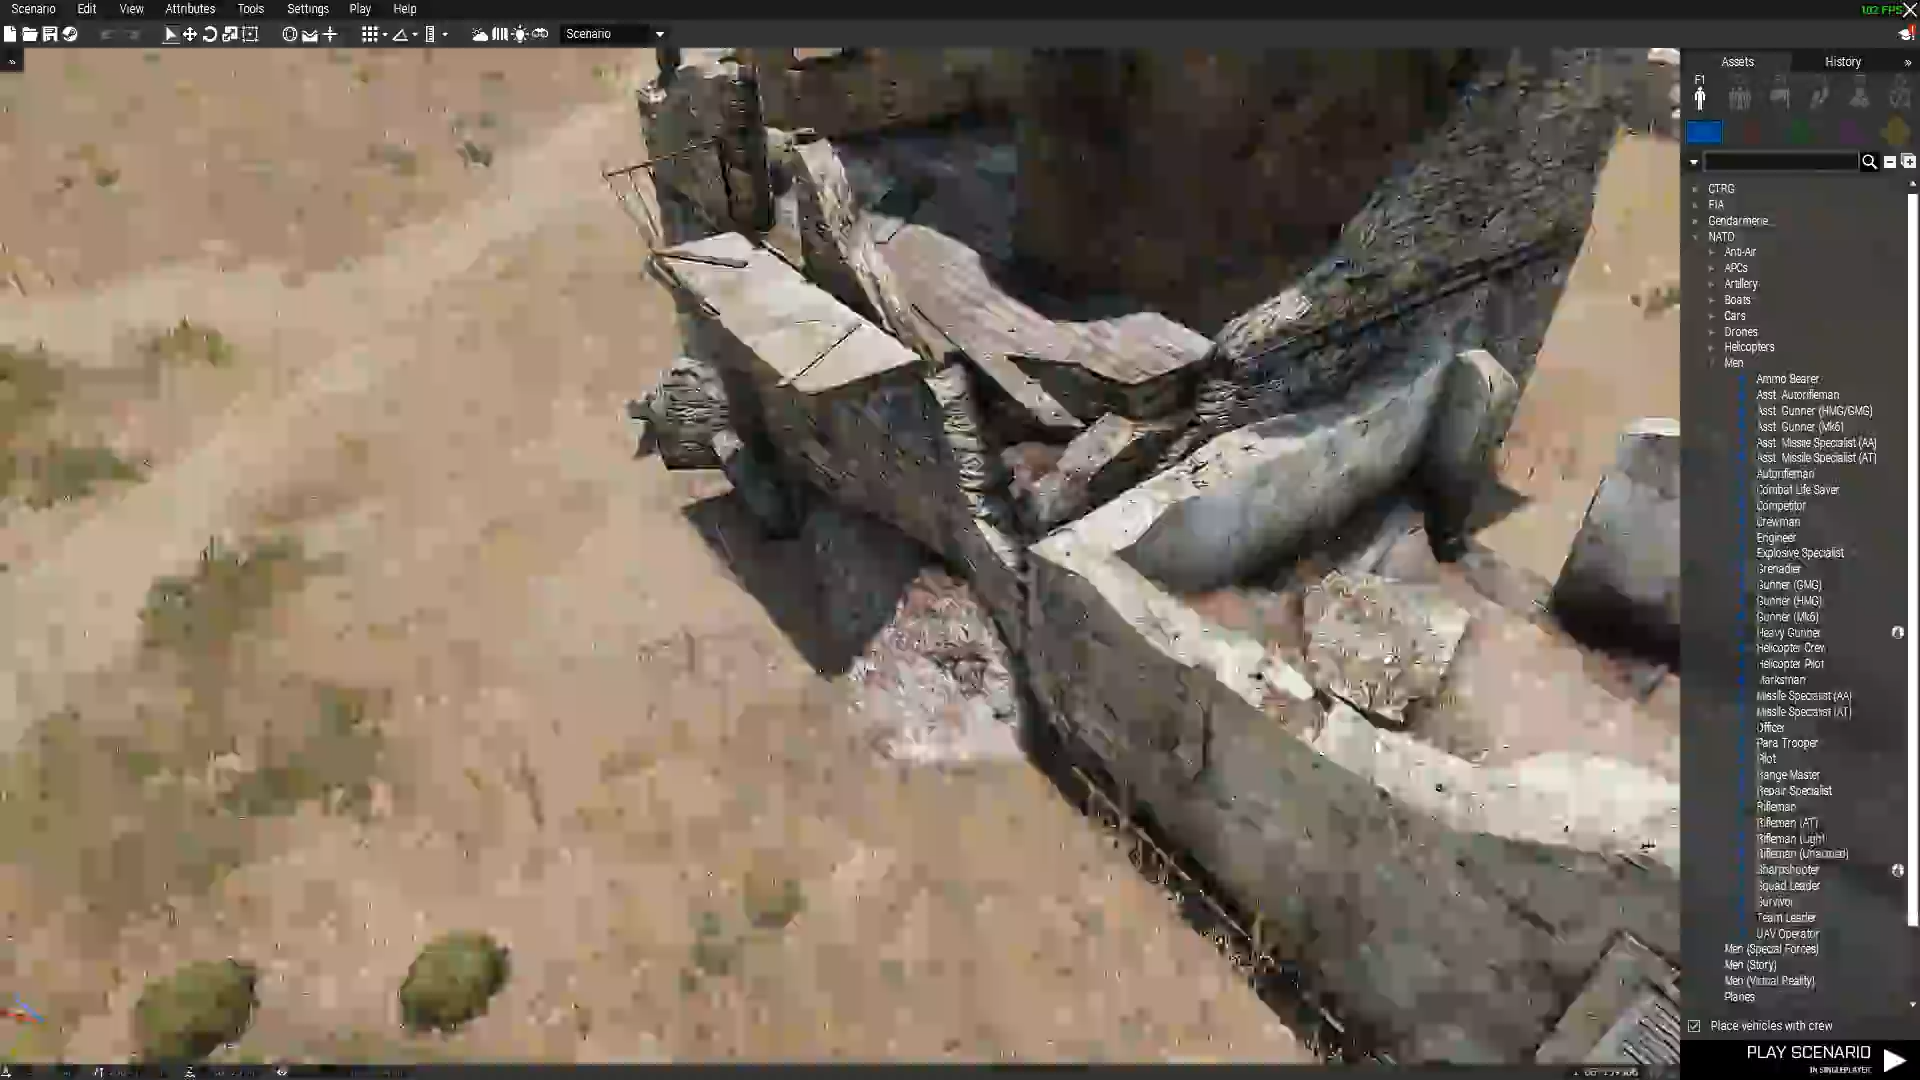 Scenario Edit View Attributes Tools Settings Play Help
102 FPS
Scenario
Assets History
F1
CTRG
FIA
Gendarmerie
NATO
Anti-Air
APCs
Artillery
Boats
Cars
Drones
Helicopters
Men
Ammo Bearer
Asst. Autorifleman
Asst. Gunner (HMG/GMG)
Asst. Gunner (Mk6)
Asst. Missile Specialist (AA)
Asst. Missile Specialist (AT)
Autorifleman
Combat Life Saver
Competitor
Crewman
Engineer
Explosive Specialist
Grenadier
Gunner (GMG)
Gunner (HMG)
Gunner (Mk6)
Heavy Gunner
Helicopter Crew
Helicopter Pilot
Marksman
Missile Specialist (AA)
Missile Specialist (AT)
Officer
Para Trooper
Pilot
Range Master
Repair Specialist
Rifleman
Rifleman (AT)
Rifleman (Light)
Rifleman (Unarmed)
Sharpshooter
Squad Leader
Survivor
Team Leader
UAV Operator
Men (Special Forces)
Men (Story)
Men (Virtual Reality)
Planes
Place vehicles with crew
PLAY SCENARIO
IN SINGLEPLAYER